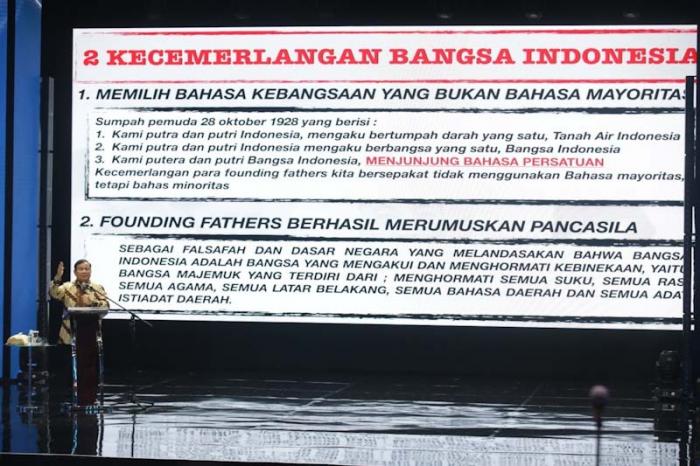 2 KECEMERLANGAN BANGSA INDONESIA
1. MEMILIH BAHASA KEBANGSAAN YANG BUKAN BAHASA MAYORITAS
Sumpah pemuda 28 oktober 1928 yang berisi :
1. Kami putra dan putri Indonesia, mengaku bertumpah darah yang satu, Tanah Air Indonesia
2. Kami putra dan putri Indonesia mengaku berbangsa yang satu, Bangsa Indonesia
3. Kami putera dan putri Bangsa Indonesia, MENJUNJUNG BAHASA PERSATUAN
Kecemerlangan para founding fathers kita bersepakat tidak menggunakan Bahasa mayoritas,
tetapi bahas minoritas
2. FOUNDING FATHERS BERHASIL MERUMUSKAN PANCASILA
SEBAGAI FALSAFAH DAN DASAR NEGARA YANG MELANDASAKAN BAHWA BANGSA
INDONESIA ADALAH BANGSA YANG MENGAKUI DAN MENGHORMATI KEBINEKAAN, YAITU
BANGSA MAJEMUK YANG TERDIRI DARI ; MENGHORMATI SEMUA SUKU, SEMUA RAS
SEMUA AGAMA, SEMUA LATAR BELAKANG, SEMUA BAHASA DAERAH DAN SEMUA ADAT
ISTIADAT DAERAH.